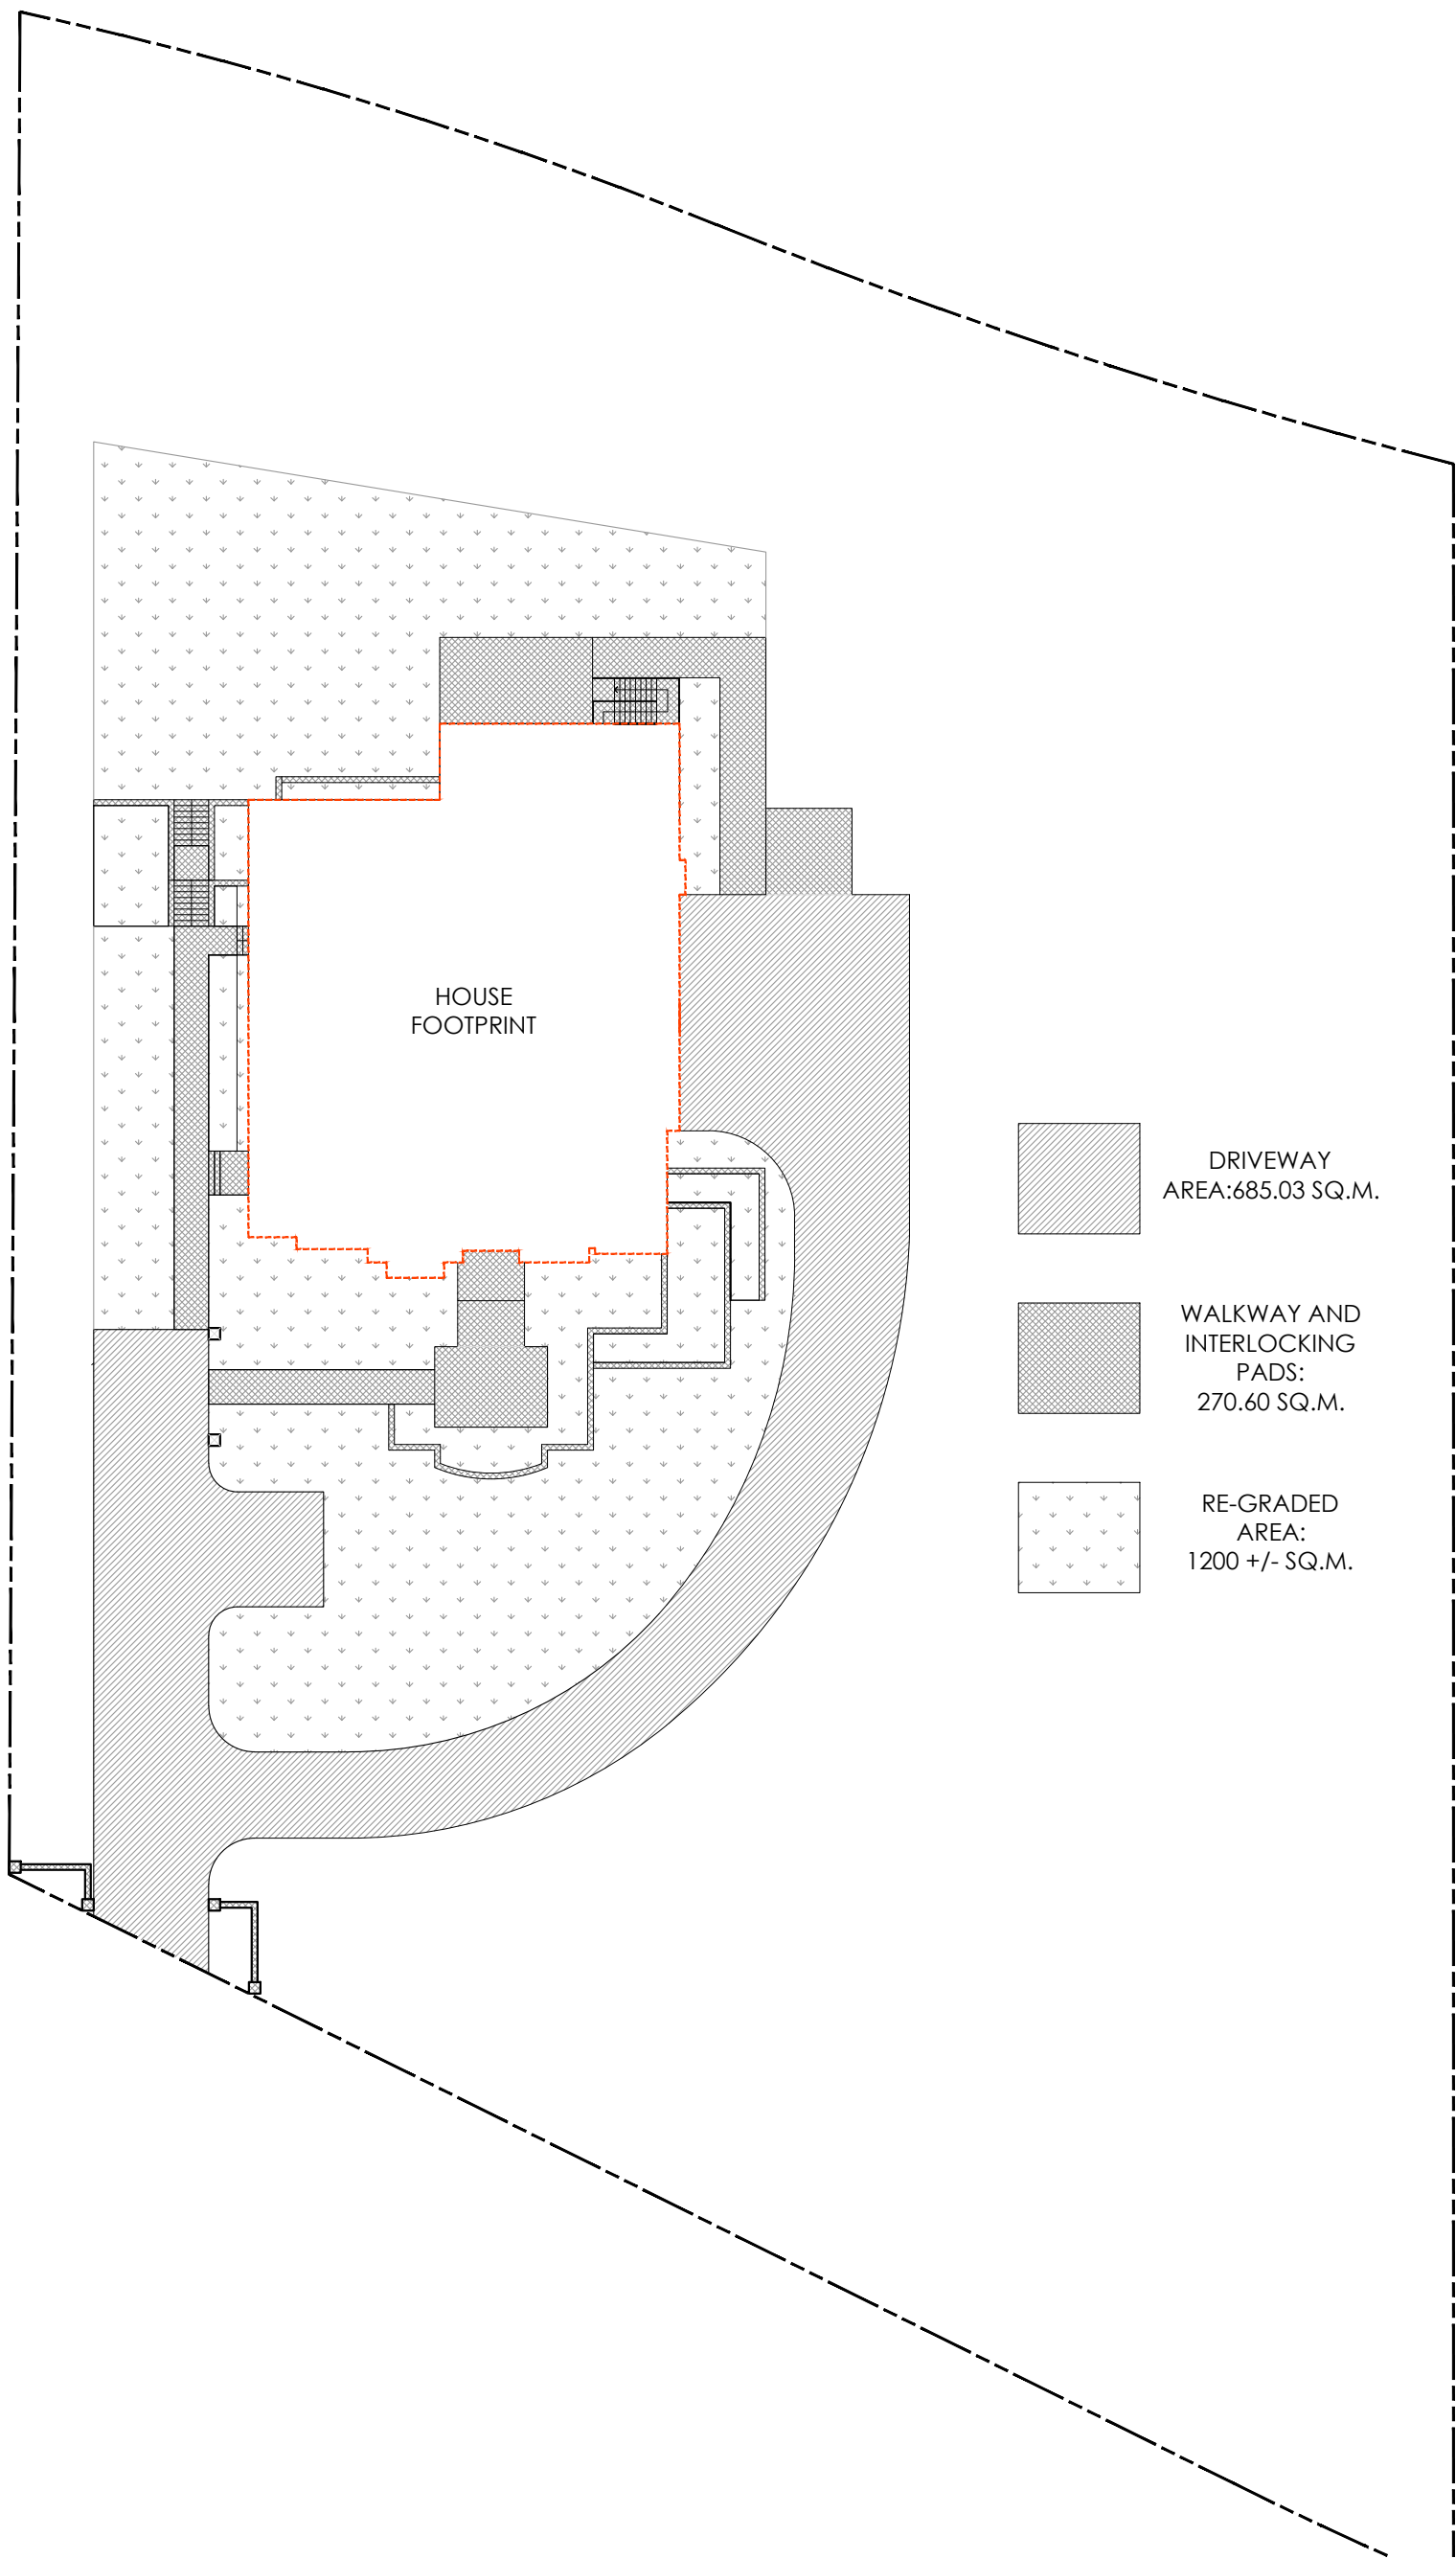 HOUSE
FOOTPRINT
DRIVEWAY
AREA:685.03 SQ.M.
WALKWAY AND
INTERLOCKING
PADS:
270.60 SQ.M.
RE-GRADED
AREA:
1200 +/- SQ.M.